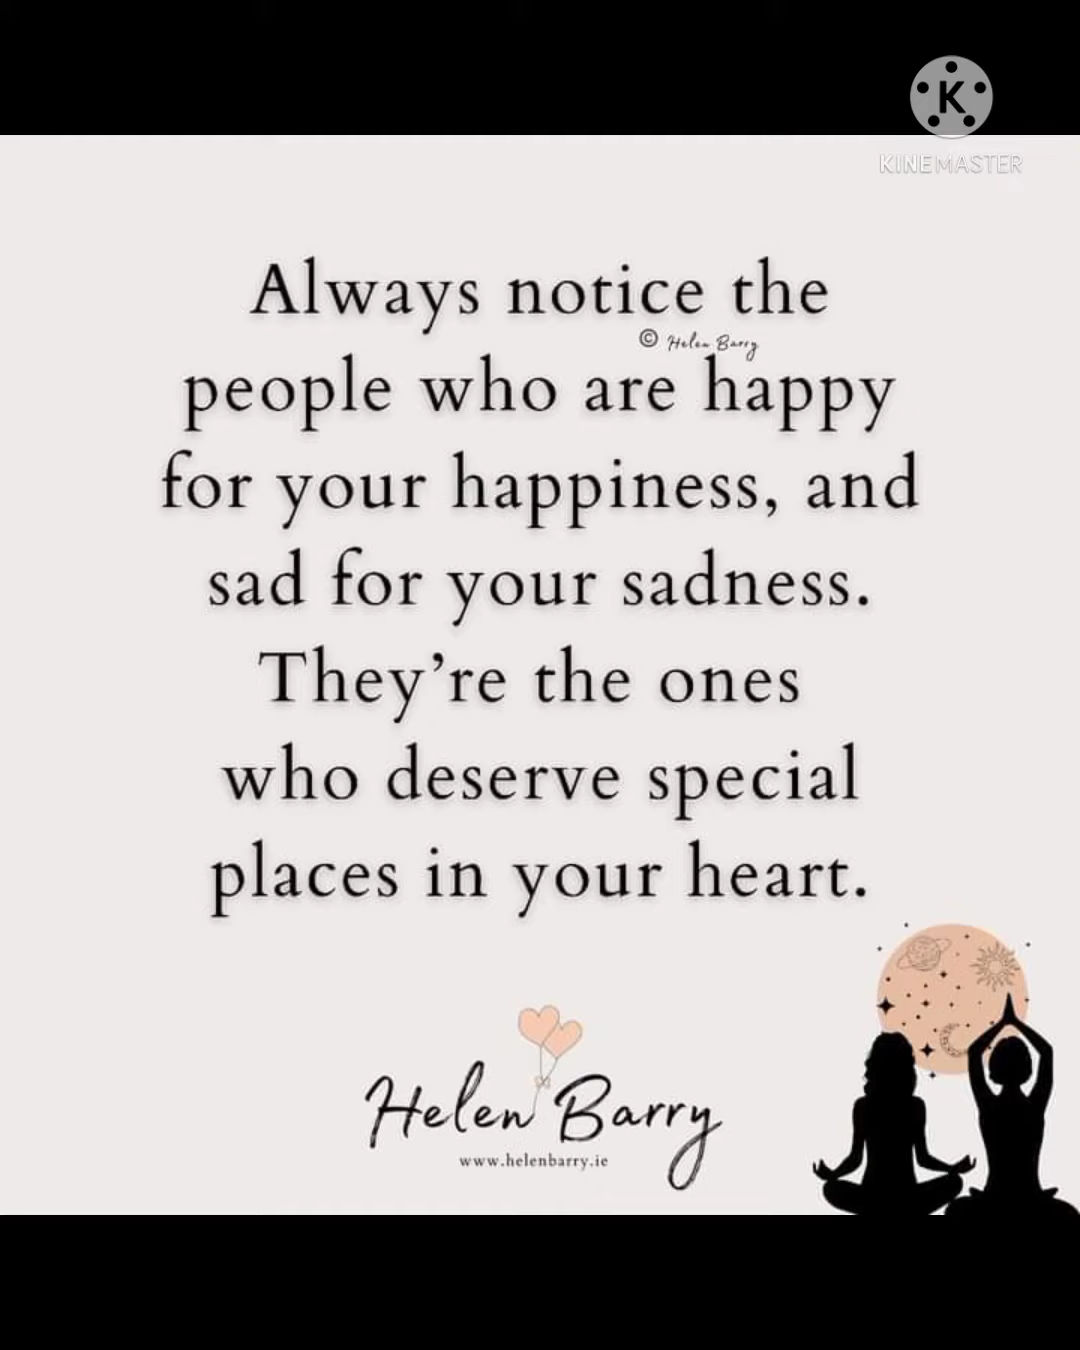 K
KINEMASTER
Always notice the
© Helen Barry
people who are happy
for your happiness, and
sad for your sadness.
They’re the ones
who deserve special
places in your heart.
Helen Barry
www.helenbarry.ie